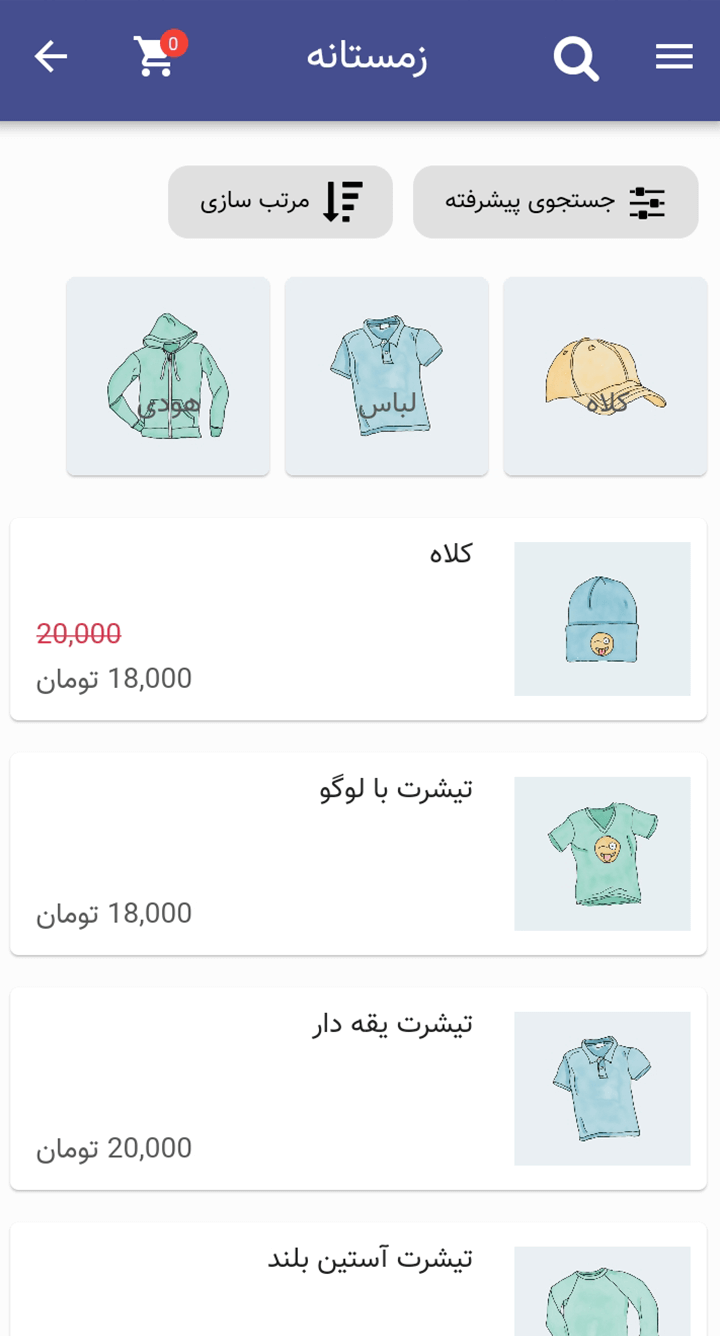 زمستانه
0
جستجوی پیشرفته
مرتب سازی
کلاه
لباس
هودی
کلاه
20,000
18,000 تومان
تیشرت با لوگو
18,000 تومان
تیشرت یقه دار
20,000 تومان
تیشرت آستین بلند